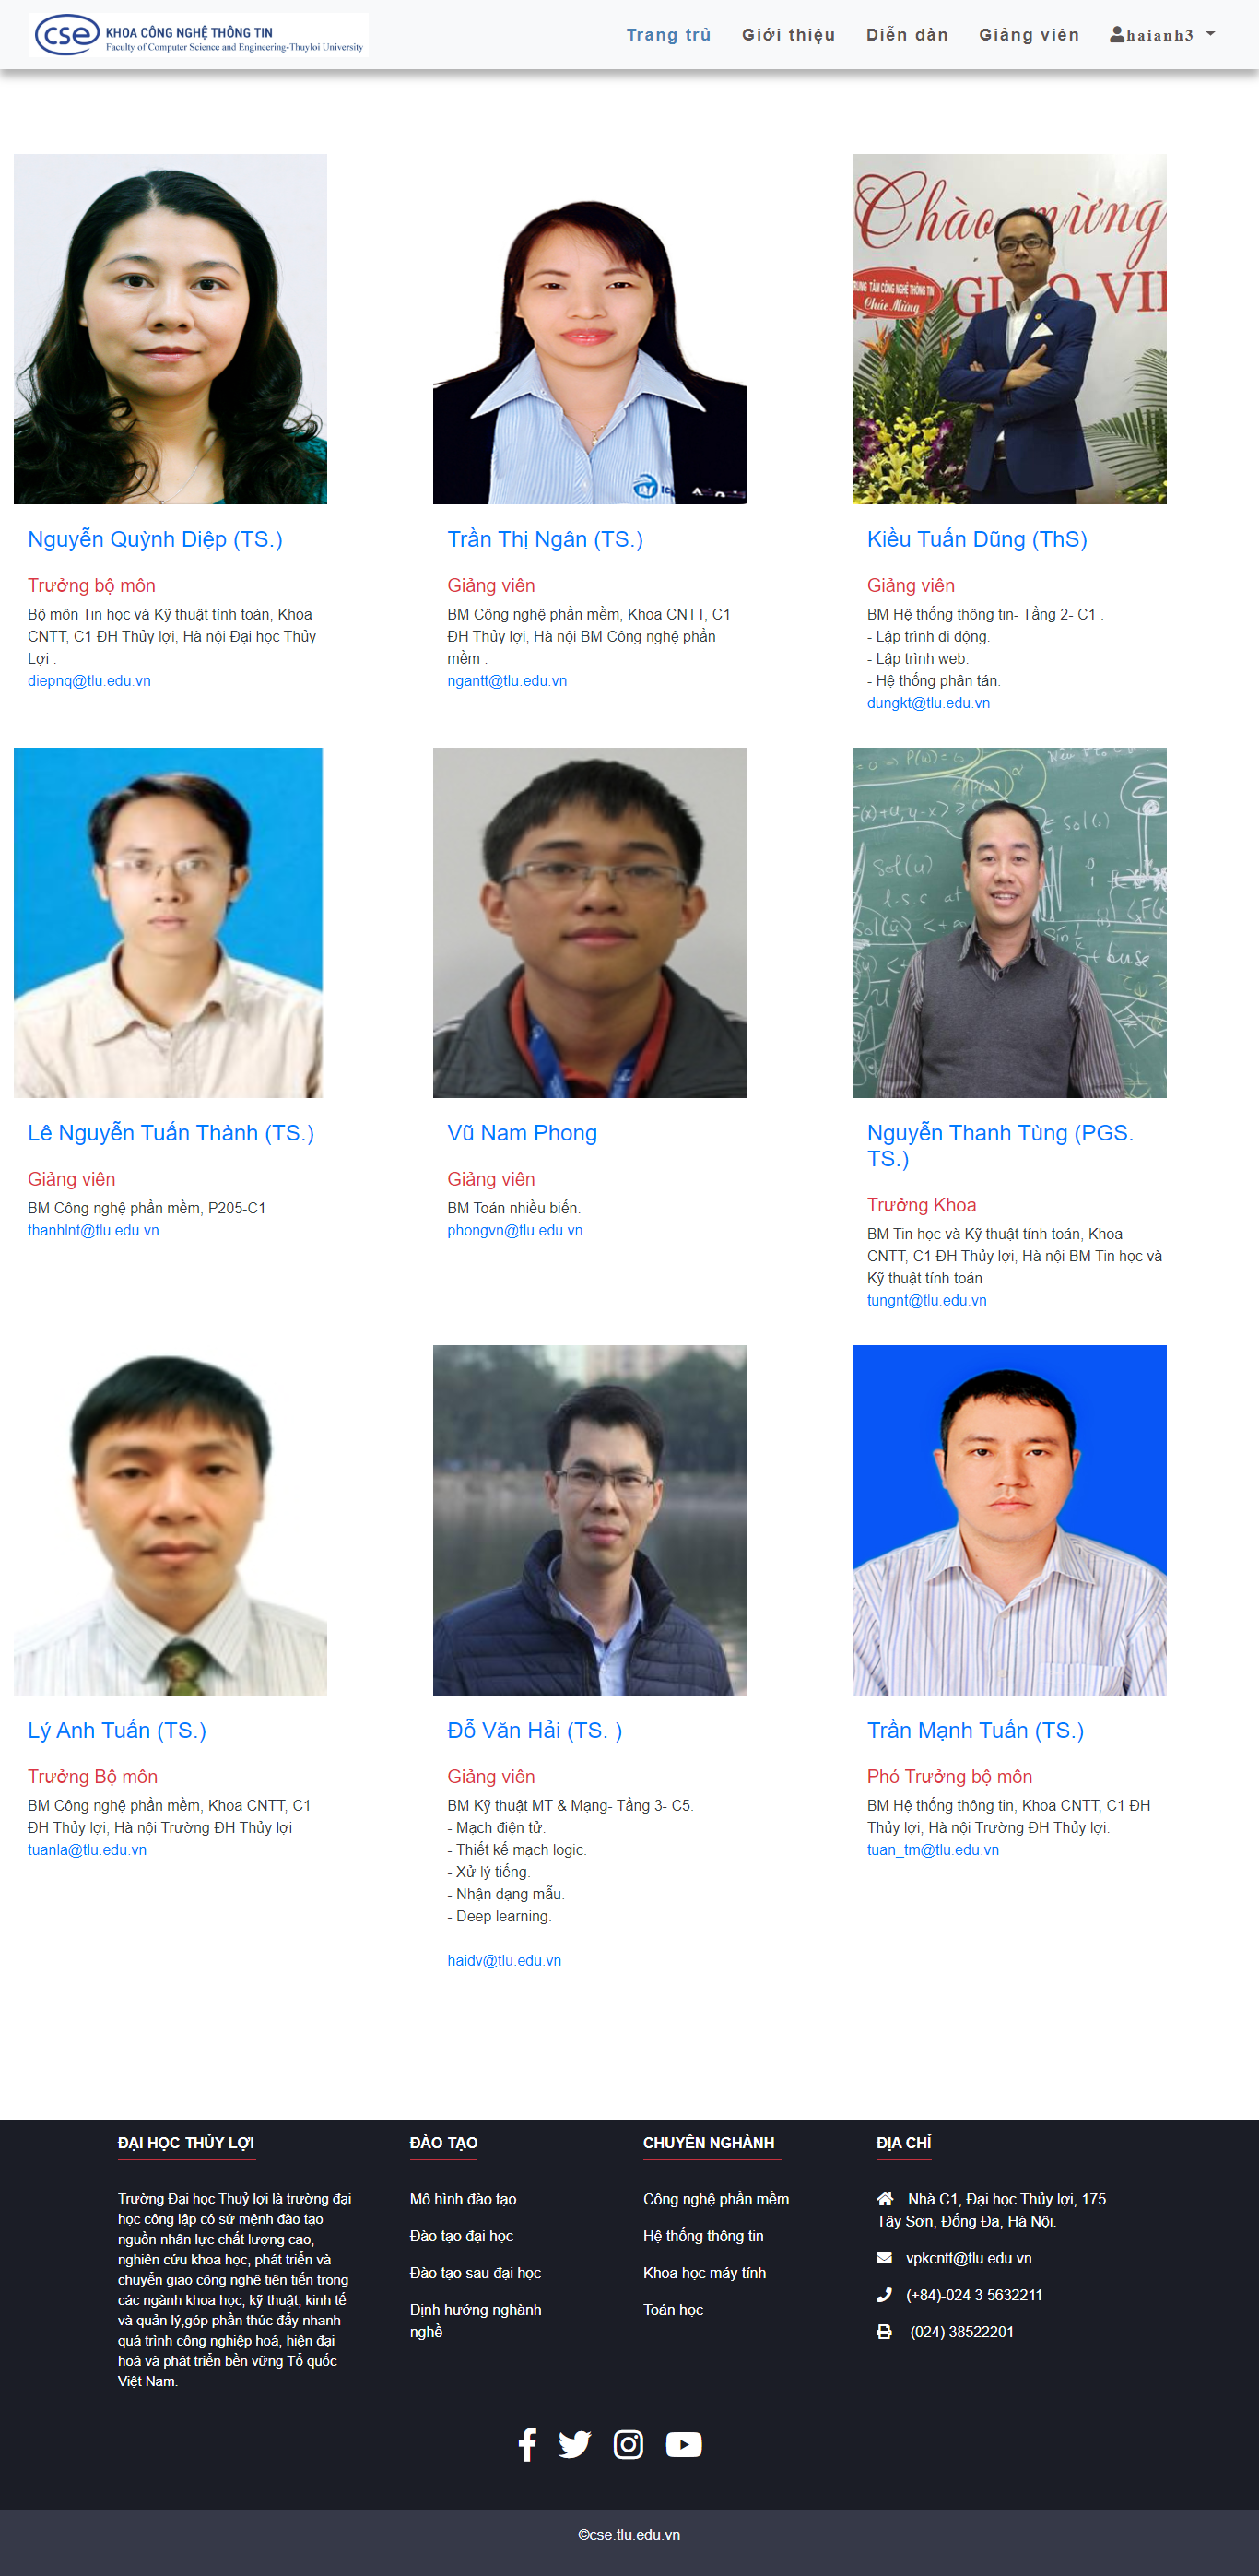 cse KHOA CÔNG NGHỆ THÔNG TIN
Faculty of Computer Science and Engineering-Thuyloi University
Trang trủ Giới thiệu Diễn đàn Giảng viên haianh3
Chào mừng
TRUNG TÂM CÔNG NGHỆ THÔNG TIN
Chúc Mừng
GIÁO VI
Nguyễn Quỳnh Diệp (TS.)
Trưởng bộ môn
Bộ môn Tin học và Kỹ thuật tính toán, Khoa
CNTT, C1 ĐH Thủy lợi, Hà nội Đại học Thủy
Lợi .
diepnq@tlu.edu.vn
Trần Thị Ngân (TS.)
Giảng viên
BM Công nghệ phần mềm, Khoa CNTT, C1
ĐH Thủy lợi, Hà nội BM Công nghệ phần
mềm .
ngantt@tlu.edu.vn
Kiều Tuấn Dũng (ThS)
Giảng viên
BM Hệ thống thông tin- Tầng 2- C1 .
- Lập trình di động.
- Lập trình web.
- Hệ thống phân tán.
dungkt@tlu.edu.vn
Sol(u)
l.s.c at
Lê Nguyễn Tuấn Thành (TS.)
Giảng viên
BM Công nghệ phần mềm, P205-C1
thanhlnt@tlu.edu.vn
Vũ Nam Phong
Giảng viên
BM Toán nhiều biến.
phongvn@tlu.edu.vn
Nguyễn Thanh Tùng (PGS.
TS.)
Trưởng Khoa
BM Tin học và Kỹ thuật tính toán, Khoa
CNTT, C1 ĐH Thủy lợi, Hà nội BM Tin học và
Kỹ thuật tính toán
tungnt@tlu.edu.vn
Lý Anh Tuấn (TS.)
Trưởng Bộ môn
BM Công nghệ phần mềm, Khoa CNTT, C1
ĐH Thủy lợi, Hà nội Trường ĐH Thủy lợi
tuanla@tlu.edu.vn
Đỗ Văn Hải (TS. )
Giảng viên
BM Kỹ thuật MT & Mạng- Tầng 3- C5.
- Mạch điện tử.
- Thiết kế mạch logic.
- Xử lý tiếng.
- Nhận dạng mẫu.
- Deep learning.
haidv@tlu.edu.vn
Trần Mạnh Tuấn (TS.)
Phó Trưởng bộ môn
BM Hệ thống thông tin, Khoa CNTT, C1 ĐH
Thủy lợi, Hà nội Trường ĐH Thủy lợi.
tuan_tm@tlu.edu.vn
ĐẠI HỌC THỦY LỢI
Trường Đại học Thuỷ lợi là trường đại
học công lập có sứ mệnh đào tạo
nguồn nhân lực chất lượng cao,
nghiên cứu khoa học, phát triển và
chuyển giao công nghệ tiên tiến trong
các ngành khoa học, kỹ thuật, kinh tế
và quản lý,góp phần thúc đẩy nhanh
quá trình công nghiệp hoá, hiện đại
hoá và phát triển bền vững Tổ quốc
Việt Nam.
ĐÀO TẠO
Mô hình đào tạo
Đào tạo đại học
Đào tạo sau đại học
Định hướng nghành
nghề
CHUYÊN NGHÀNH
Công nghệ phần mềm
Hệ thống thông tin
Khoa học máy tính
Toán học
ĐỊA CHỈ
Nhà C1, Đại học Thủy lợi, 175
Tây Sơn, Đống Đa, Hà Nội.
vpkcntt@tlu.edu.vn
(+84)-024 3 5632211
(024) 38522201
©cse.tlu.edu.vn